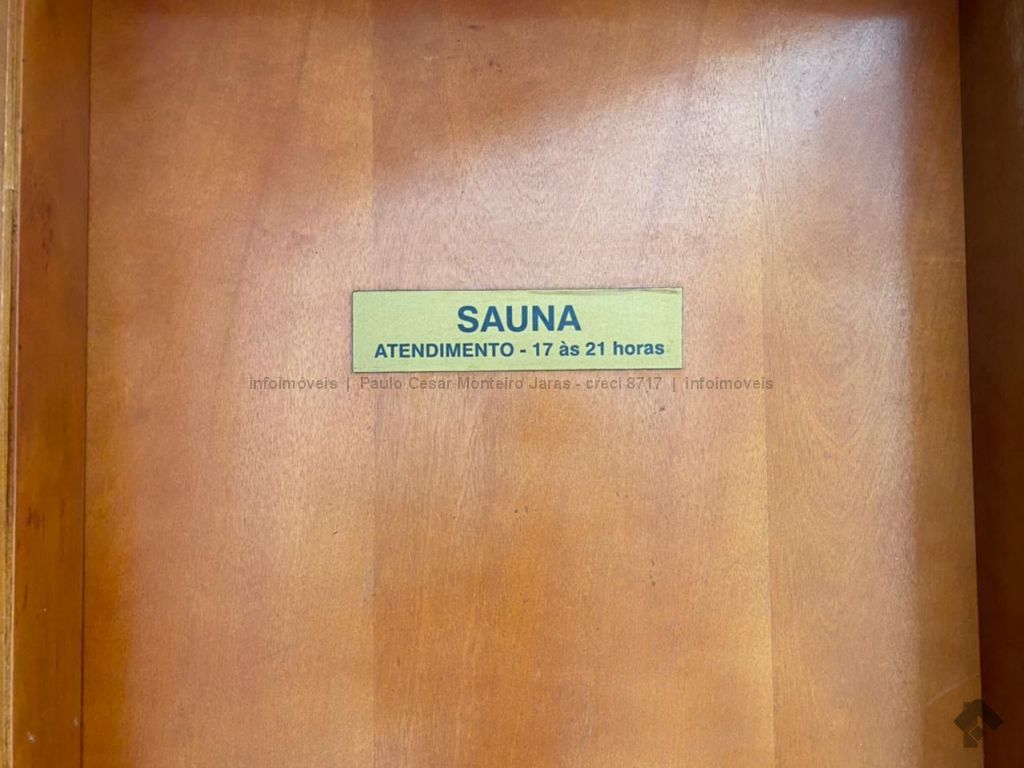 SAUNA
ATENDIMENTO - 17 às 21 horas
infoimoveis | Paulo Cesar Monteiro Jaras - creci 8717 | infoimoveis